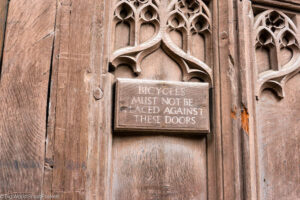 BICYCLES
MUST NOT BE
PLACED AGAINST
THESE DOORS